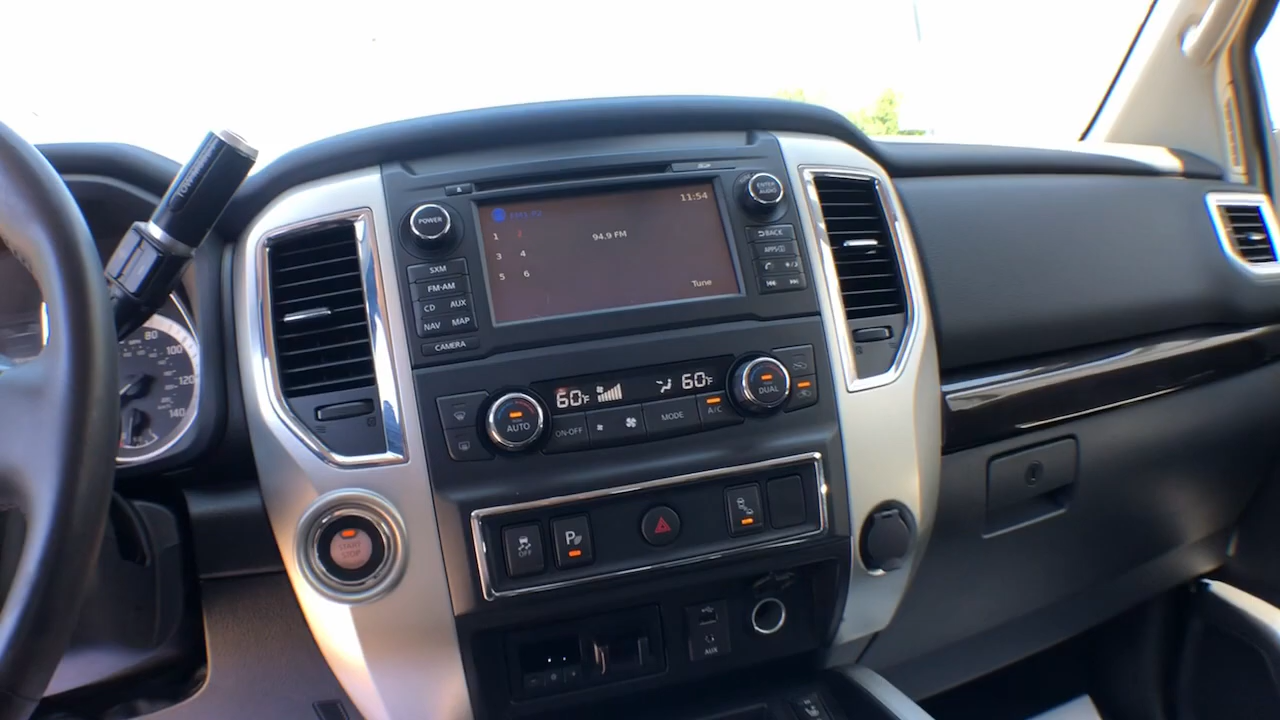 11:54
94.9 FM
1
3 4
5 6
Tune
POWER
SXM
FM-AM
CD AUX
NAV MAP
CAMERA
ENTER
AUDIO
BACK
APPS
60°F
60°F
AUTO
ON-OFF
MODE
A/C
DUAL
80
100
120
140
START
STOP
OFF
P
AUX